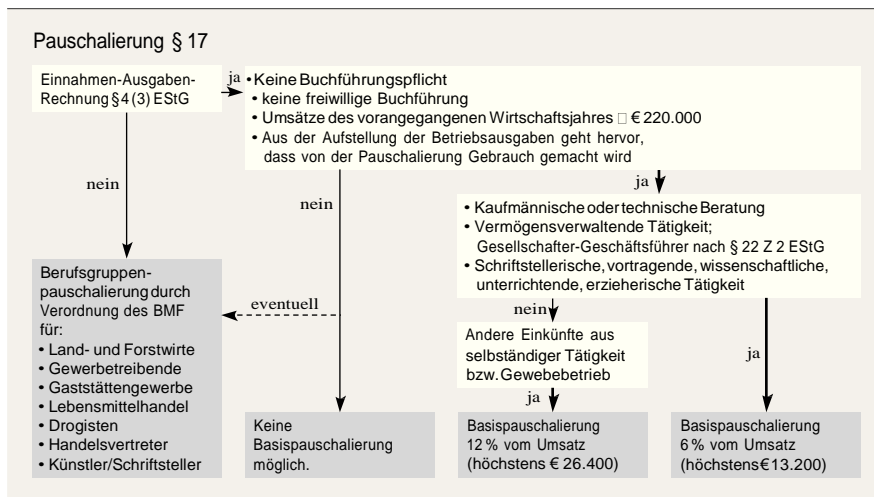 Pauschalierung § 17
Einnahmen-Ausgaben-
Rechnung §4 (3) EStG
ja
• Keine Buchführungspflicht
• keine freiwillige Buchführung
• Umsätze des vorangegangenen Wirtschaftsjahres □ € 220.000
• Aus der Aufstellung der Betriebsausgaben geht hervor,
dass von der Pauschalierung Gebrauch gemacht wird
nein
nein
ja
• Kaufmännische oder technische Beratung
• Vermögensverwaltende Tätigkeit;
Gesellschafter-Geschäftsführer nach § 22 Z 2 EStG
• Schriftstellerische, vortragende, wissenschaftliche,
unterrichtende, erzieherische Tätigkeit
Berufsgruppen-
pauschalierung durch
Verordnung des BMF
für:
• Land- und Forstwirte
• Gewerbetreibende
• Gaststättengewerbe
• Lebensmittelhandel
• Drogisten
• Handelsvertreter
• Künstler/Schriftsteller
eventuell
nein
Andere Einkünfte aus
selbständiger Tätigkeit
bzw. Gewebebetrieb
ja
ja
Keine
Basispauschalierung
möglich.
Basispauschalierung
12 % vom Umsatz
(höchstens € 26.400)
Basispauschalierung
6 % vom Umsatz
(höchstens € 13.200)